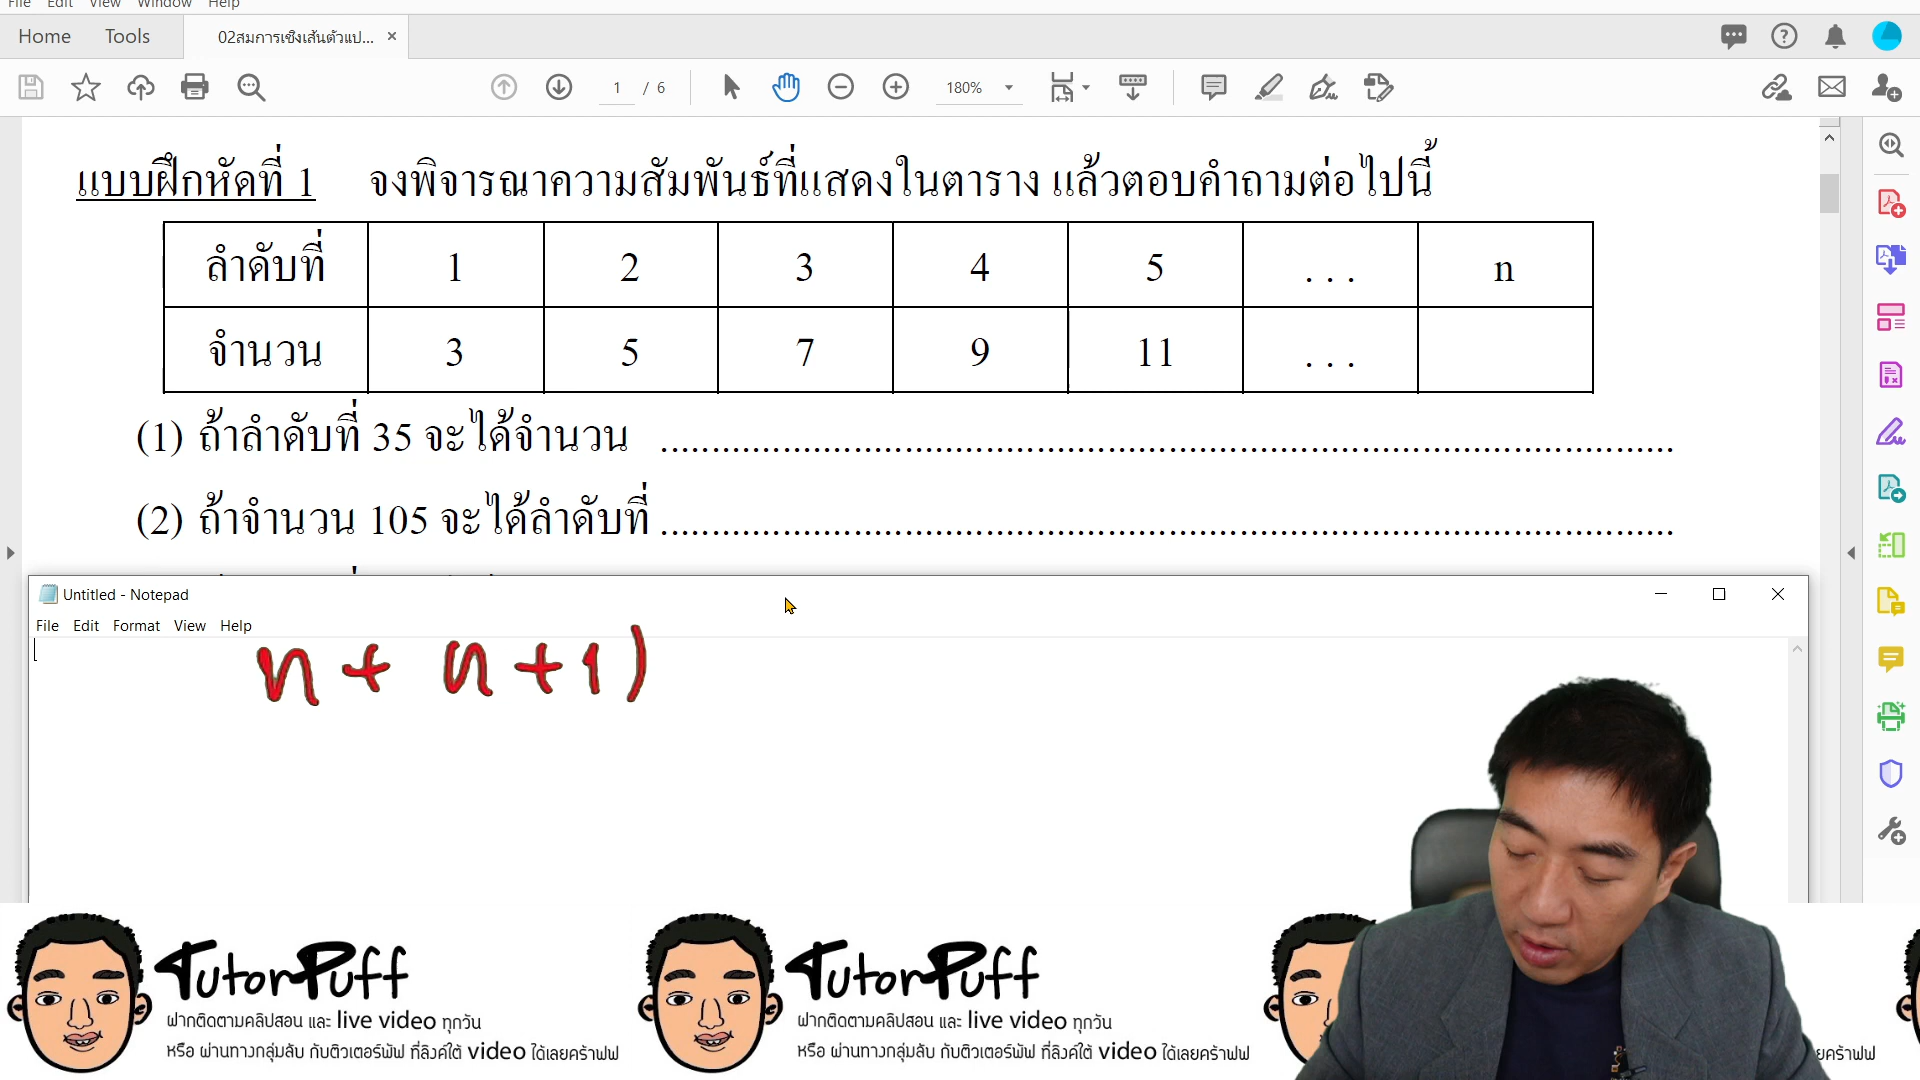 File Edit View Window Help
Home Tools 02สมการเชิงเส้นตัวแป... ×
1 / 6 180%
แบบฝึกหัดที่ 1 จงพิจารณาความสัมพันธ์ที่แสดงในตาราง แล้วตอบคำถามต่อไปนี้
ลำดับที่ 1 2 3 4 5 ... n
จำนวน 3 5 7 9 11 ...
(1) ถ้าลำดับที่ 35 จะได้จำนวน ................................................................................
(2) ถ้าจำนวน 105 จะได้ลำดับที่ ................................................................................
Untitled - Notepad
File Edit Format View Help
n + n + 1)
TutorPuff
ฝากติดตามคลิปสอน และ live video ทุกวัน
หรือ ผ่านทางกลุ่มลับ กับติวเตอร์พัฟ ที่ลิงค์ใต้ video ได้เลยคร้าฟฟ
TutorPuff
ฝากติดตามคลิปสอน และ live video ทุกวัน
หรือ ผ่านทางกลุ่มลับ กับติวเตอร์พัฟ ที่ลิงค์ใต้ video ได้เลยคร้าฟฟ